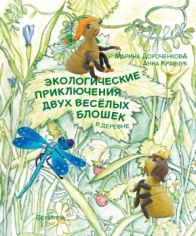 МАРИНА ДОРОЧЕНКОВА
АННА КРАВЧУК
ЭКОЛОГИЧЕСКИЕ
ПРИКЛЮЧЕНИЯ
ДВУХ ВЕСЁЛЫХ
БЛОШЕК
В ДЕРЕВНЕ